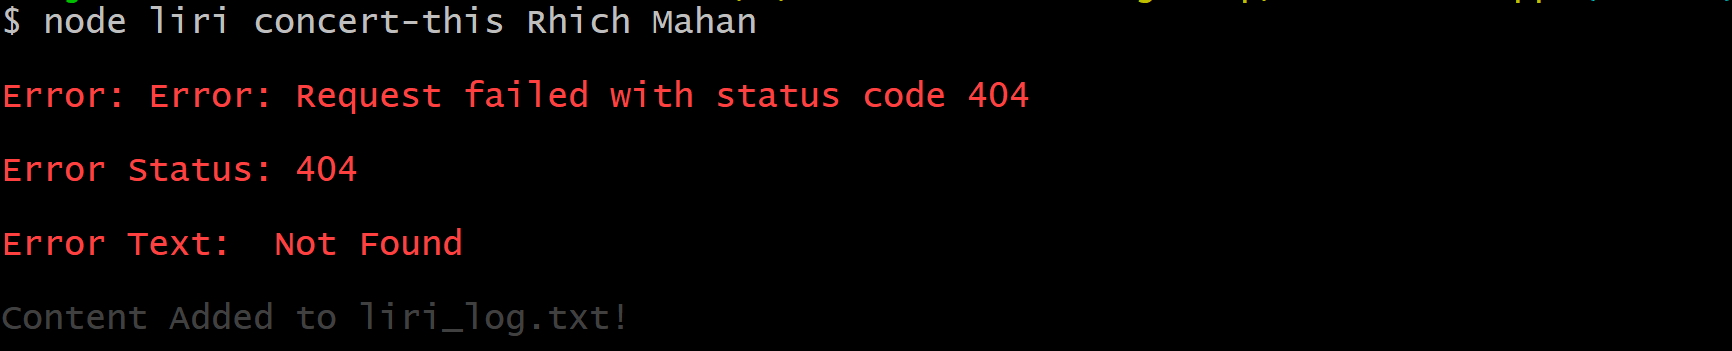 $ node liri concert-this Rhich Mahan
Error: Error: Request failed with status code 404
Error Status: 404
Error Text:  Not Found
Content Added to liri_log.txt!